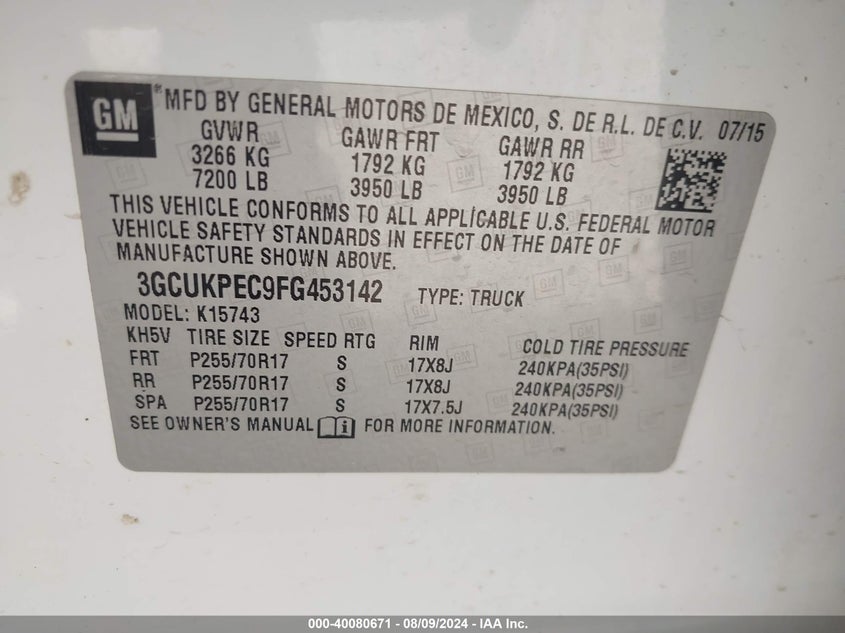 GM
® MFD BY GENERAL MOTORS DE MEXICO, S. DE R.L. DE C.V. 07/15
GVWR GAWR FRT GAWR RR
3266 KG 1792 KG 1792 KG
7200 LB 3950 LB 3950 LB
THIS VEHICLE CONFORMS TO ALL APPLICABLE U.S. FEDERAL MOTOR
VEHICLE SAFETY STANDARDS IN EFFECT ON THE DATE OF
MANUFACTURE SHOWN ABOVE.
3GCUKPEC9FG453142 TYPE: TRUCK
MODEL: K15743
KH5V TIRE SIZE SPEED RTG RIM COLD TIRE PRESSURE
FRT P255/70R17 S 17X8J 240KPA(35PSI)
RR P255/70R17 S 17X8J 240KPA(35PSI)
SPA P255/70R17 S 17X7.5J 240KPA(35PSI)
SEE OWNER'S MANUAL i FOR MORE INFORMATION.
000-40080671 - 08/09/2024 - IAA Inc.